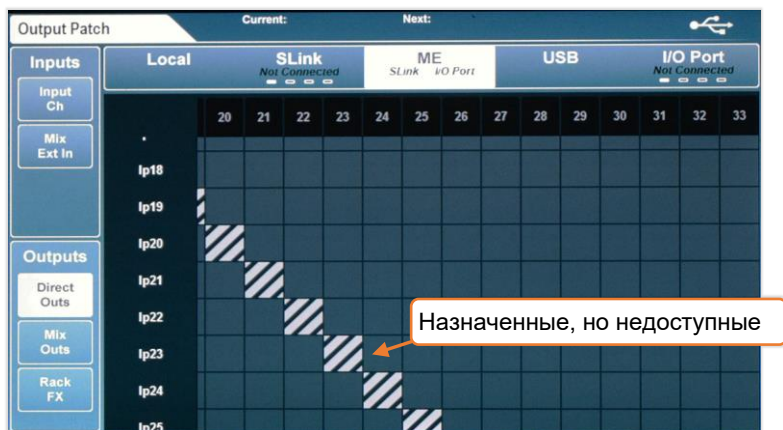 Output Patch
Current:
Next:
Inputs
Input
Ch
Mix
Ext In
Outputs
Direct
Outs
Mix
Outs
Rack
FX
Local
SLink
Not Connected
ME
SLink I/O Port
USB
I/O Port
Not Connected
20 21 22 23 24 25 26 27 28 29 30 31 32 33
Ip18
Ip19
Ip20
Ip21
Ip22
Ip23
Ip24
Ip25
Назначенные, но недоступные